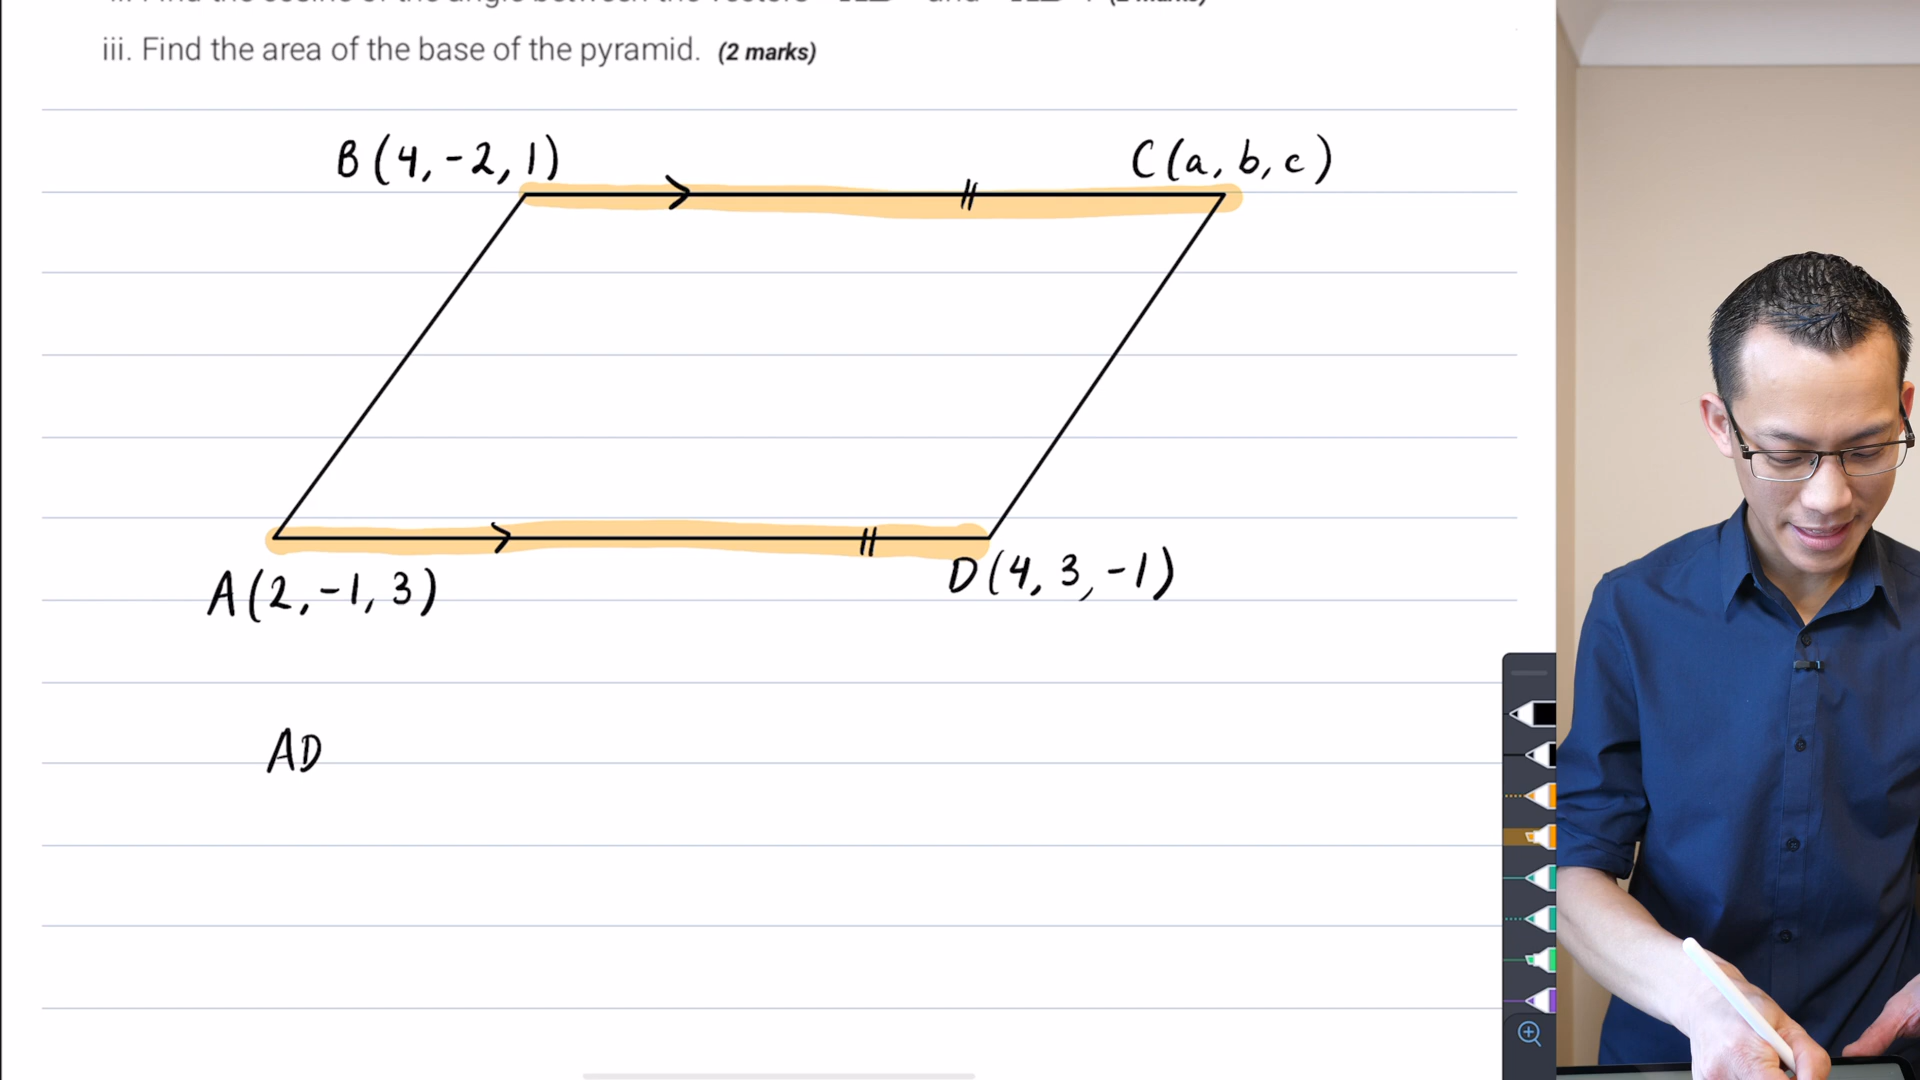 iii. Find the area of the base of the pyramid. (2 marks)
B(4,-2,1)
C(a,b,c)
A(2,-1,3)
D(4,3,-1)
AD